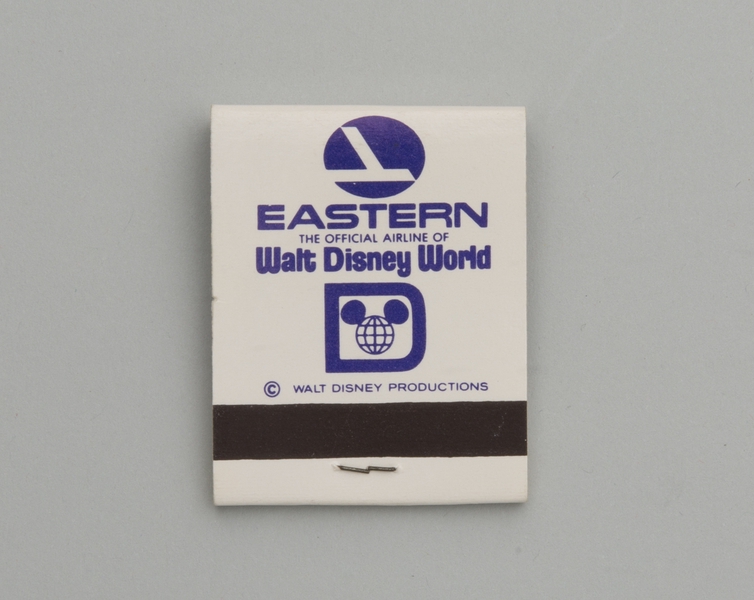 EASTERN
THE OFFICIAL AIRLINE OF
Walt Disney World
D
© WALT DISNEY PRODUCTIONS